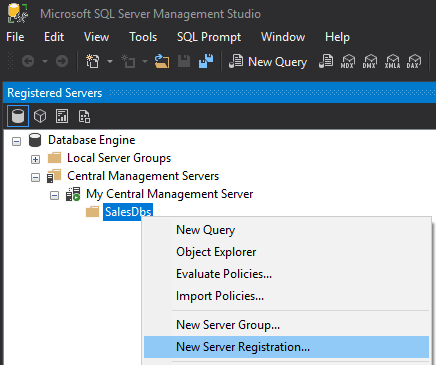 Microsoft SQL Server Management Studio
File Edit View Tools SQL Prompt Window Help
New Query MDX DMX XMLA DAX
Registered Servers
Database Engine
Local Server Groups
Central Management Servers
My Central Management Server
SalesDbs
New Query
Object Explorer
Evaluate Policies...
Import Policies...
New Server Group...
New Server Registration...